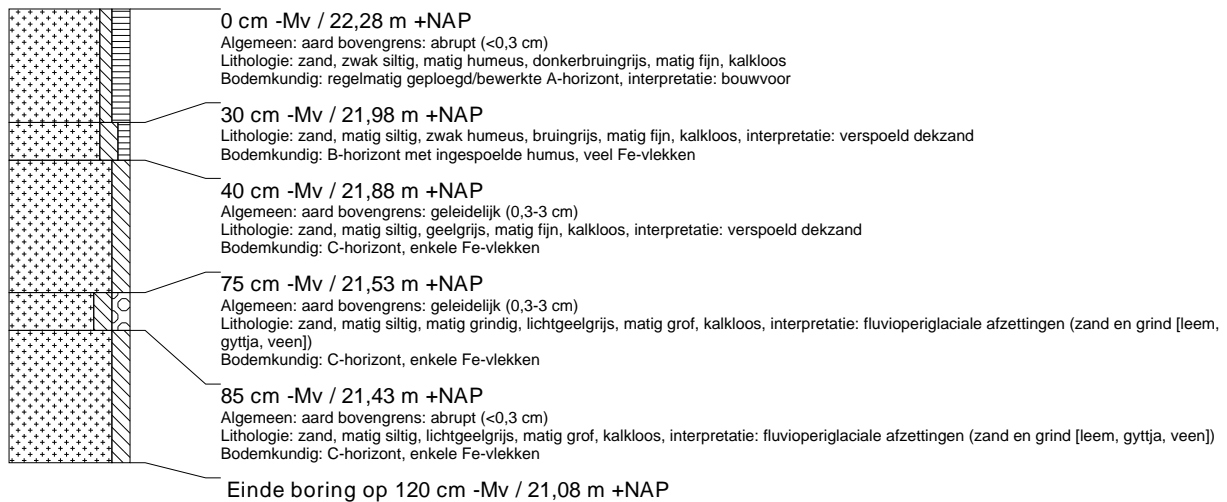 0 cm -Mv / 22,28 m +NAP
Algemeen: aard bovengrens: abrupt (<0,3 cm)
Lithologie: zand, zwak siltig, matig humeus, donkerbruingrijs, matig fijn, kalkloos
Bodemkundig: regelmatig geploegd/bewerkte A-horizont, interpretatie: bouwvoor
30 cm -Mv / 21,98 m +NAP
Lithologie: zand, matig siltig, zwak humeus, bruingrijs, matig fijn, kalkloos, interpretatie: verspoeld dekzand
Bodemkundig: B-horizont met ingespoelde humus, veel Fe-vlekken
40 cm -Mv / 21,88 m +NAP
Algemeen: aard bovengrens: geleidelijk (0,3-3 cm)
Lithologie: zand, matig siltig, geelgrijs, matig fijn, kalkloos, interpretatie: verspoeld dekzand
Bodemkundig: C-horizont, enkele Fe-vlekken
75 cm -Mv / 21,53 m +NAP
Algemeen: aard bovengrens: geleidelijk (0,3-3 cm)
Lithologie: zand, matig siltig, matig grindig, lichtgeelgrijs, matig grof, kalkloos, interpretatie: fluvioperiglaciale afzettingen (zand en grind [leem,
gyttja, veen])
Bodemkundig: C-horizont, enkele Fe-vlekken
85 cm -Mv / 21,43 m +NAP
Algemeen: aard bovengrens: abrupt (<0,3 cm)
Lithologie: zand, matig siltig, lichtgeelgrijs, matig grof, kalkloos, interpretatie: fluvioperiglaciale afzettingen (zand en grind [leem, gyttja, veen])
Bodemkundig: C-horizont, enkele Fe-vlekken
Einde boring op 120 cm -Mv / 21,08 m +NAP